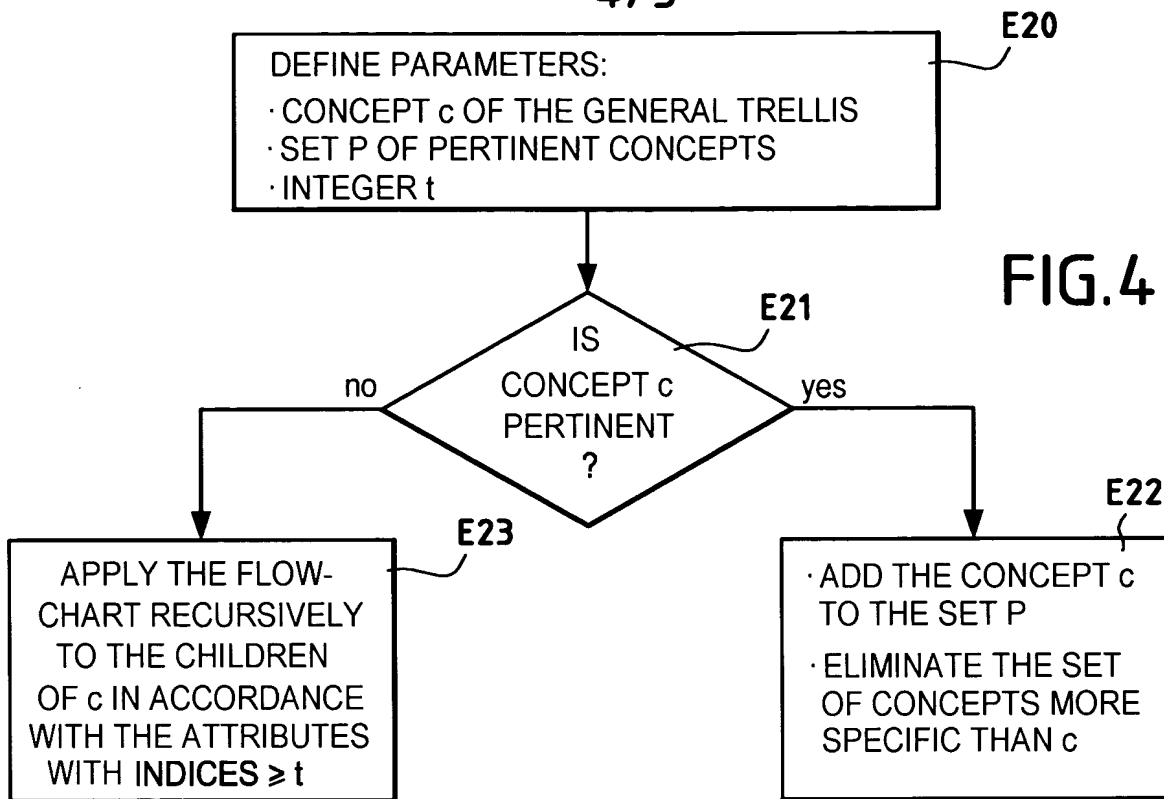 4/5
E20
DEFINE PARAMETERS:
· CONCEPT c OF THE GENERAL TRELLIS
· SET P OF PERTINENT CONCEPTS
· INTEGER t
FIG.4
E21
IS
CONCEPT c
PERTINENT
?
no
yes
E23
APPLY THE FLOW-
CHART RECURSIVELY
TO THE CHILDREN
OF c IN ACCORDANCE
WITH THE ATTRIBUTES
WITH INDICES ⩾ t
E22
· ADD THE CONCEPT c
TO THE SET P
· ELIMINATE THE SET
OF CONCEPTS MORE
SPECIFIC THAN c